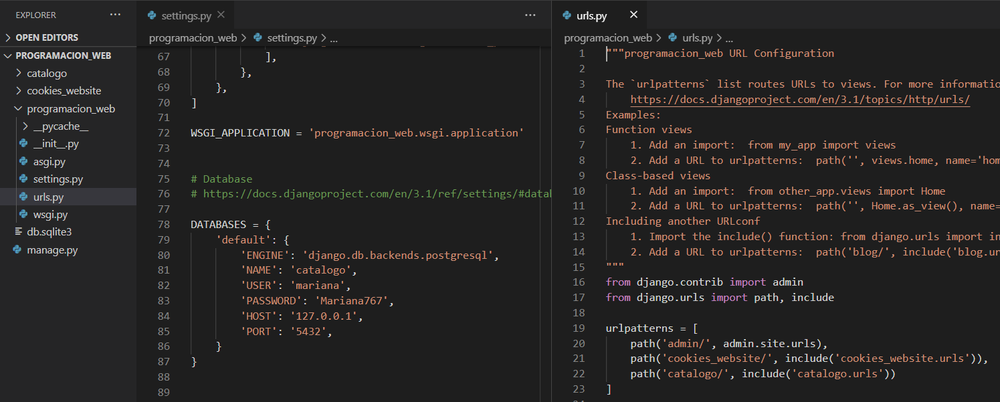 EXPLORER
OPEN EDITORS
PROGRAMACION_WEB
catalogo
cookies_website
programacion_web
__pycache__
__init__.py
asgi.py
settings.py
urls.py
wsgi.py
db.sqlite3
manage.py
settings.py
programacion_web > settings.py > ...
67 ],
68 },
69 },
70 ]
71
72 WSGI_APPLICATION = 'programacion_web.wsgi.application'
73
74
75 # Database
76 # https://docs.djangoproject.com/en/3.1/ref/settings/#datab
77
78 DATABASES = {
79 'default': {
80 'ENGINE': 'django.db.backends.postgresql',
81 'NAME': 'catalogo',
82 'USER': 'mariana',
83 'PASSWORD': 'Mariana767',
84 'HOST': '127.0.0.1',
85 'PORT': '5432',
86 }
87 }
88
89
urls.py
programacion_web > urls.py > ...
1 """programacion_web URL Configuration
2
3 The `urlpatterns` list routes URLs to views. For more informatio
4 https://docs.djangoproject.com/en/3.1/topics/http/urls/
5 Examples:
6 Function views
7 1. Add an import:  from my_app import views
8 2. Add a URL to urlpatterns:  path('', views.home, name='hom
9 Class-based views
10 1. Add an import:  from other_app.views import Home
11 2. Add a URL to urlpatterns:  path('', Home.as_view(), name=
12 Including another URLconf
13 1. Import the include() function: from django.urls import in
14 2. Add a URL to urlpatterns:  path('blog/', include('blog.ur
15 """
16 from django.contrib import admin
17 from django.urls import path, include
18
19 urlpatterns = [
20 path('admin/', admin.site.urls),
21 path('cookies_website/', include('cookies_website.urls')),
22 path('catalogo/', include('catalogo.urls'))
23 ]